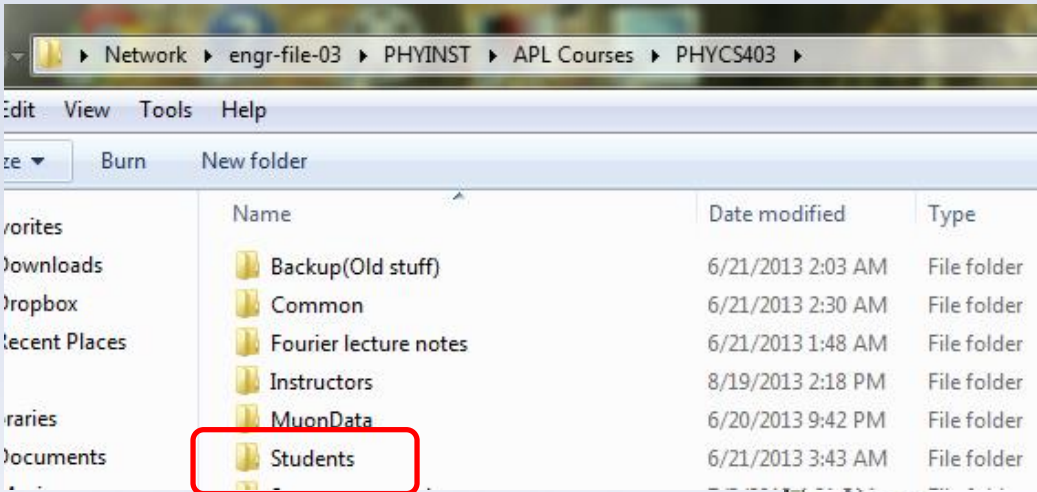 Network engr-file-03 PHYINST APL Courses PHYCS403
Edit View Tools Help
Burn New folder
Name Date modified Type
Downloads
Dropbox
Recent Places
Documents
Backup(Old stuff) 6/21/2013 2:03 AM File folder
Common 6/21/2013 2:30 AM File folder
Fourier lecture notes 6/21/2013 1:48 AM File folder
Instructors 8/19/2013 2:18 PM File folder
MuonData 6/20/2013 9:42 PM File folder
Students 6/21/2013 3:43 AM File folder